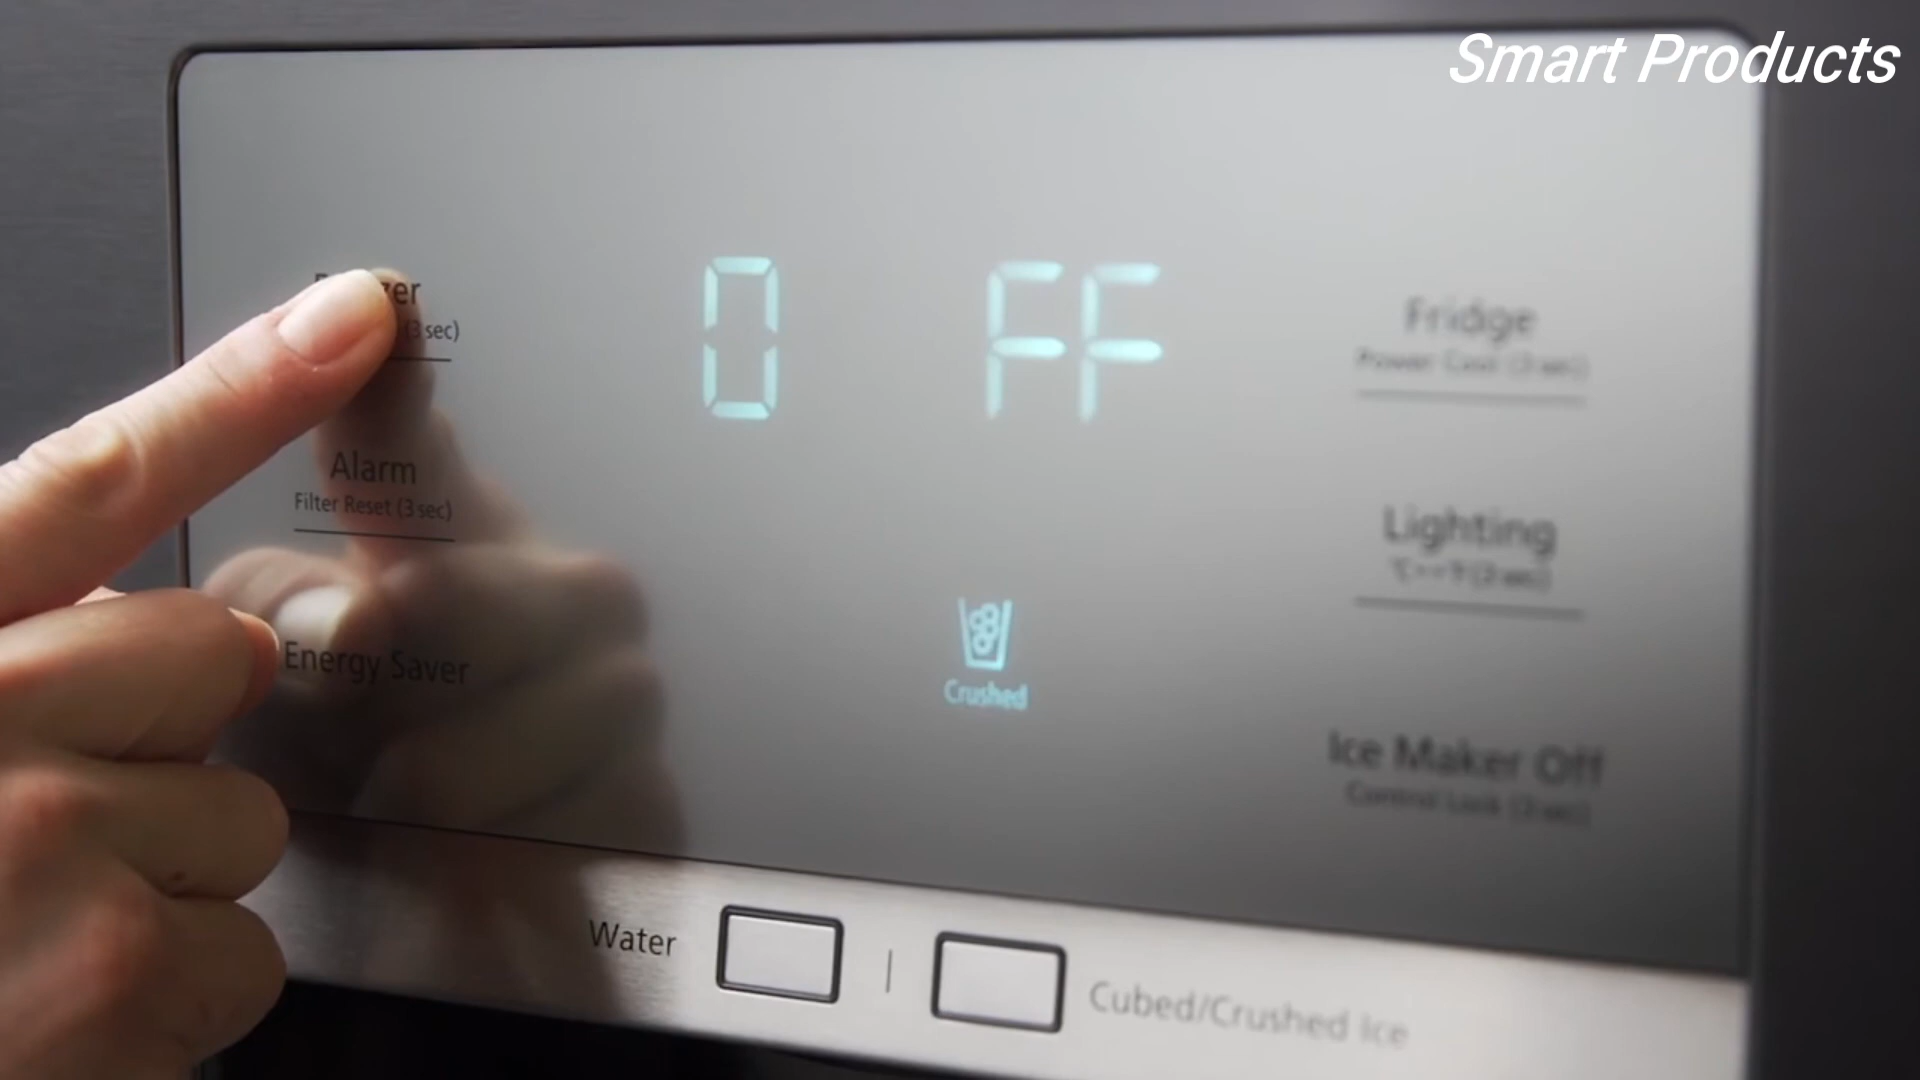 Smart Products
(3 sec)
0 FF
Fridge
Power Cool (3 sec)
Alarm
Filter Reset (3 sec)
Lighting
Energy Saver
Crushed
Ice Maker Off
Control Lock (3 sec)
Water
Cubed/Crushed Ice